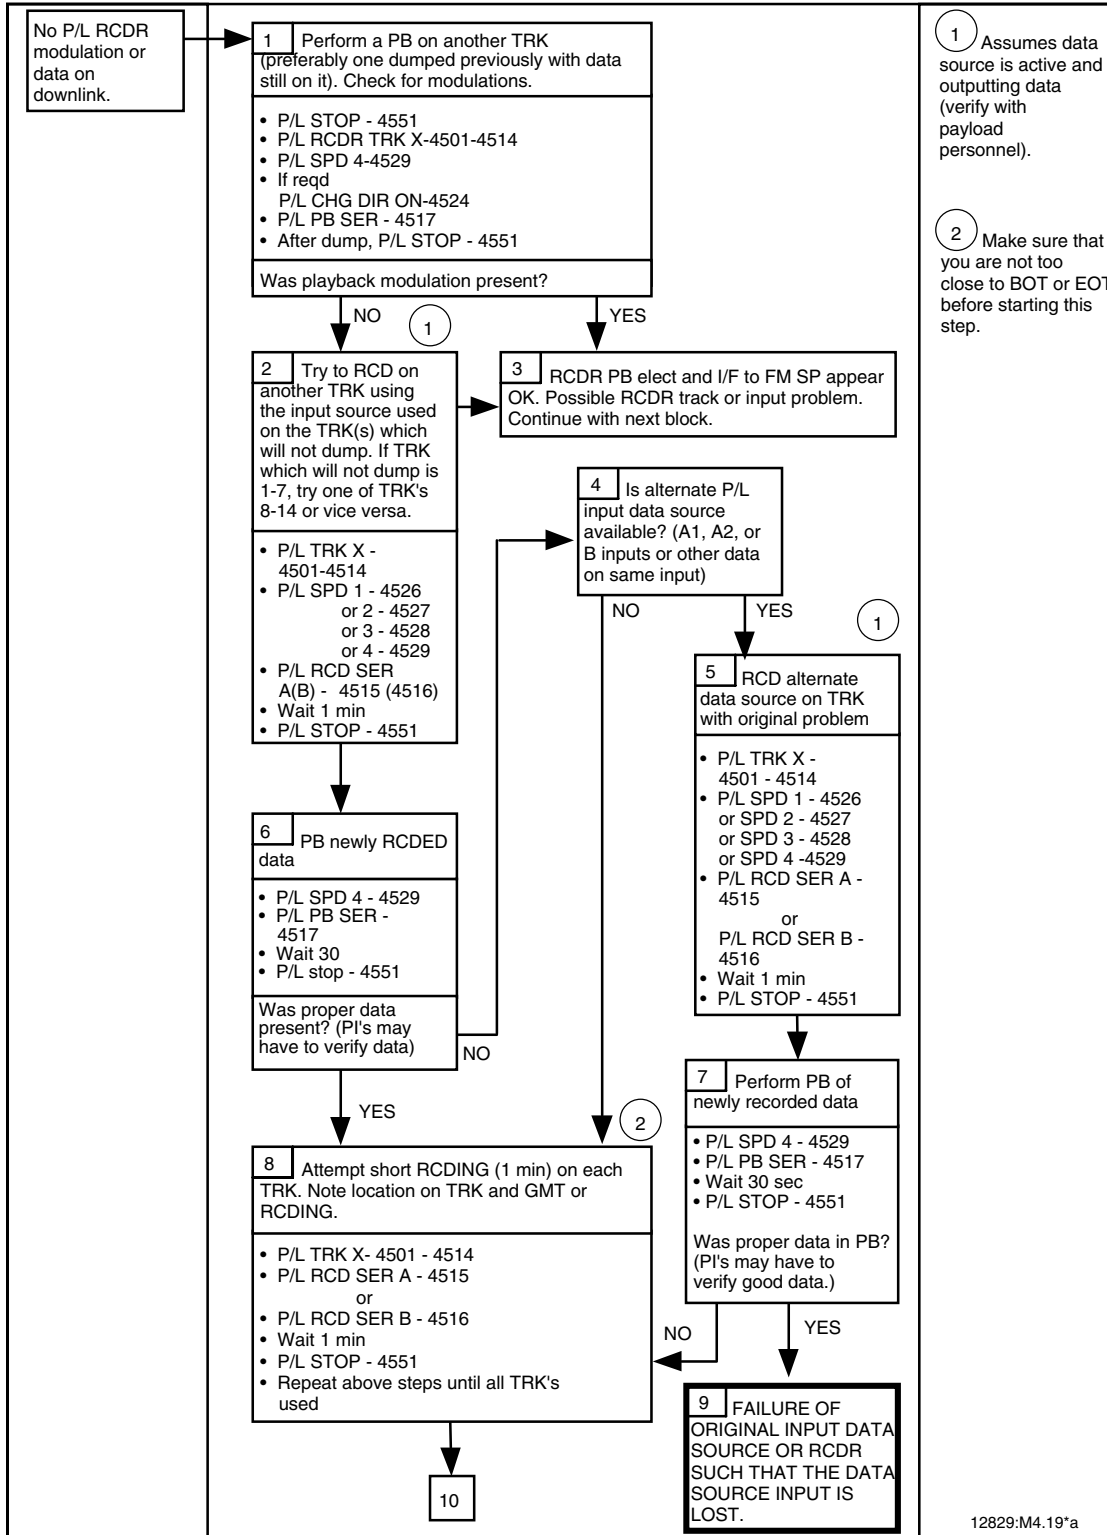 No P/L RCDR
modulation or
data on
downlink.
1 Perform a PB on another TRK
(preferably one dumped previously with data
still on it). Check for modulations.
• P/L STOP - 4551
• P/L RCDR TRK X-4501-4514
• P/L SPD 4-4529
• If reqd
P/L CHG DIR ON-4524
• P/L PB SER - 4517
• After dump, P/L STOP - 4551
Was playback modulation present?
NO
1
YES
2 Try to RCD on
another TRK using
the input source used
on the TRK(s) which
will not dump. If TRK
which will not dump is
1-7, try one of TRK's
8-14 or vice versa.
• P/L TRK X -
4501-4514
• P/L SPD 1 - 4526
or 2 - 4527
or 3 - 4528
or 4 - 4529
• P/L RCD SER
A(B) - 4515 (4516)
• Wait 1 min
• P/L STOP - 4551
3 RCDR PB elect and I/F to FM SP appear
OK. Possible RCDR track or input problem.
Continue with next block.
4 Is alternate P/L
input data source
available? (A1, A2, or
B inputs or other data
on same input)
NO
YES
1
5 RCD alternate
data source on TRK
with original problem
• P/L TRK X -
4501 - 4514
• P/L SPD 1 - 4526
or SPD 2 - 4527
or SPD 3 - 4528
or SPD 4 -4529
• P/L RCD SER A -
4515
or
P/L RCD SER B -
4516
• Wait 1 min
• P/L STOP - 4551
6 PB newly RCDED
data
• P/L SPD 4 - 4529
• P/L PB SER -
4517
• Wait 30
• P/L stop - 4551
Was proper data
present? (PI's may
have to verify data)
NO
YES
7 Perform PB of
newly recorded data
• P/L SPD 4 - 4529
• P/L PB SER - 4517
• Wait 30 sec
• P/L STOP - 4551
Was proper data in PB?
(PI's may have to
verify good data.)
NO
YES
2
8 Attempt short RCDING (1 min) on each
TRK. Note location on TRK and GMT or
RCDING.
• P/L TRK X- 4501 - 4514
• P/L RCD SER A - 4515
or
• P/L RCD SER B - 4516
• Wait 1 min
• P/L STOP - 4551
• Repeat above steps until all TRK's
used
9 FAILURE OF
ORIGINAL INPUT DATA
SOURCE OR RCDR
SUCH THAT THE DATA
SOURCE INPUT IS
LOST.
10
1 Assumes data
source is active and
outputting data
(verify with
payload
personnel).
2 Make sure that
you are not too
close to BOT or EOT
before starting this
step.
12829:M4.19*a